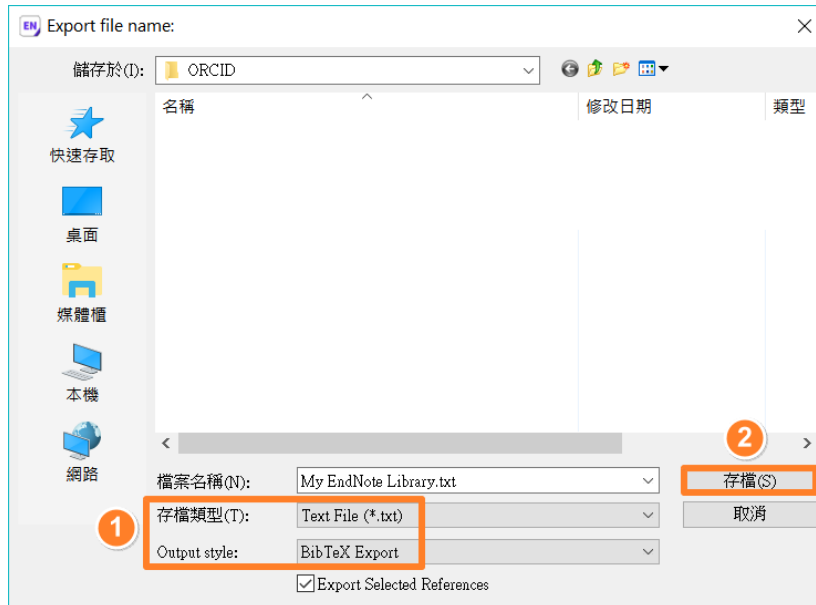 EN Export file name:
儲存於(I): ORCID
名稱 修改日期 類型
快速存取
桌面
媒體櫃
本機
網路
2
檔案名稱(N): My EndNote Library.txt 存檔(S)
1
存檔類型(T): Text File (*.txt) 取消
Output style: BibTeX Export
Export Selected References